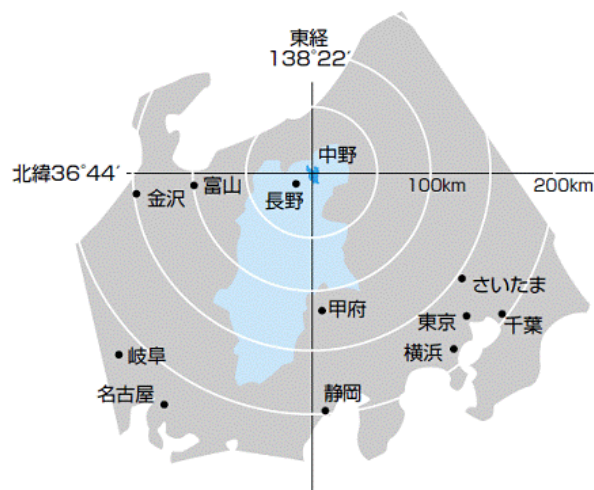 東経
138°22′
中野
北緯36°44′
富山
100km
200km
金沢
長野
さいたま
甲府
東京
千葉
横浜
岐阜
名古屋
静岡